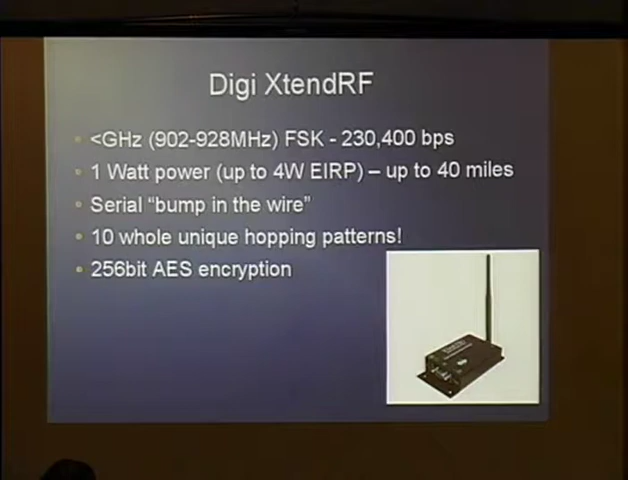 Digi XtendRF
<GHz (902-928MHz) FSK - 230,400 bps
1 Watt power (up to 4W EIRP) – up to 40 miles
Serial “bump in the wire”
10 whole unique hopping patterns!
256bit AES encryption